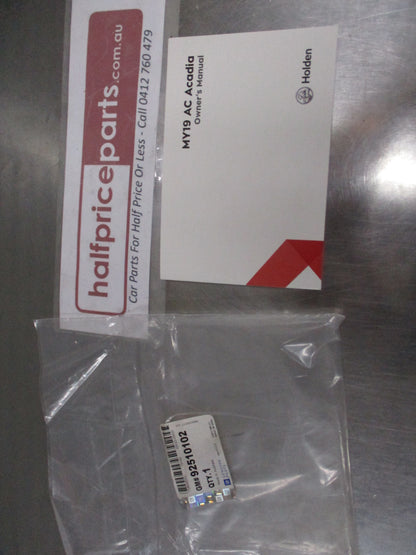 halfpriceparts.com.au
Car Parts For Half Price Or Less - Call 0412 760 479
MY19 AC Acadia
Owner's Manual
Holden
GM# 92510102
QTY.1